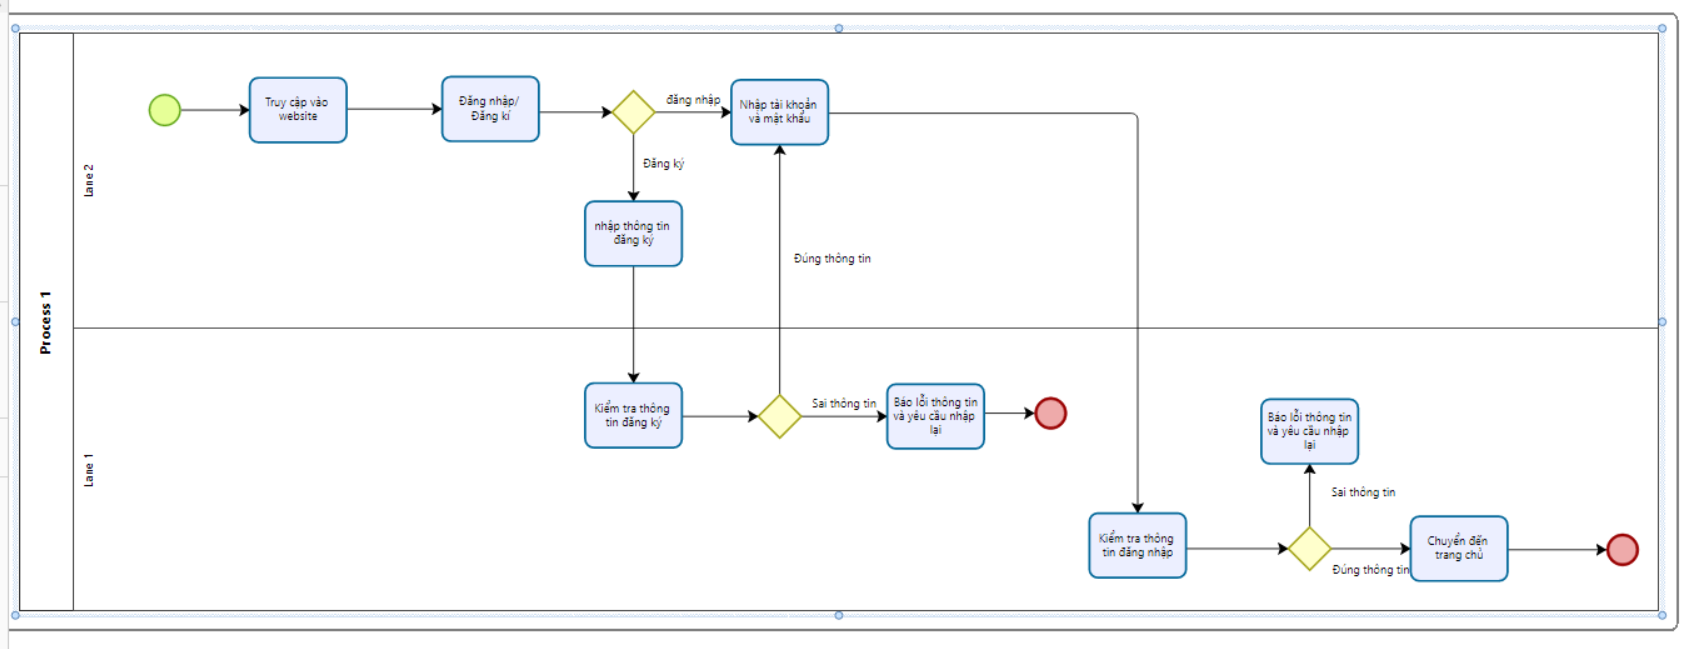 Process 1
Lane 2
Truy cập vào
website
Đăng nhập/
Đăng kí
đăng nhập
Nhập tài khoản
và mật khẩu
Đăng ký
nhập thông tin
đăng ký
Đúng thông tin
Lane 1
Kiểm tra thông
tin đăng ký
Sai thông tin
Báo lỗi thông tin
và yêu cầu nhập
lại
Báo lỗi thông tin
và yêu cầu nhập
lại
Sai thông tin
Kiểm tra thông
tin đăng nhập
Đúng thông tin
Chuyển đến
trang chủ